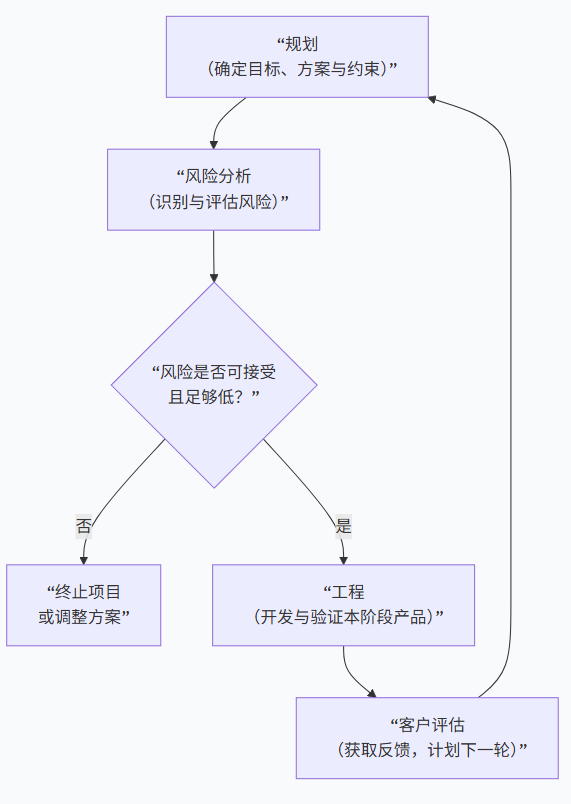 “规划
（确定目标、方案与约束）”
“风险分析
（识别与评估风险）”
“风险是否可接受
且足够低？”
否
是
“终止项目
或调整方案”
“工程
（开发与验证本阶段产品）”
“客户评估
（获取反馈，计划下一轮）”